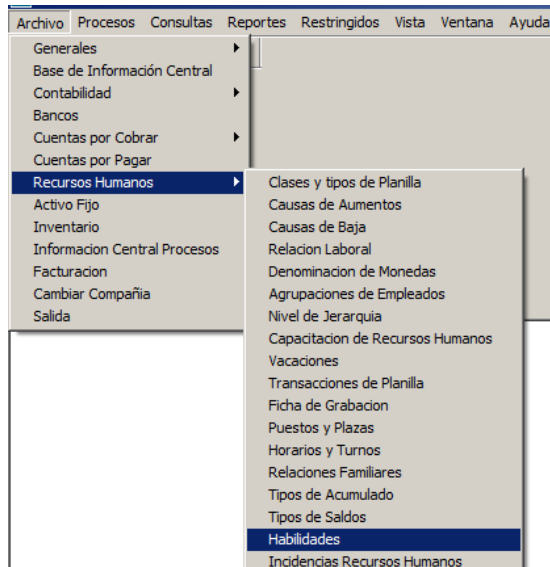 Archivo Procesos Consultas Reportes Restringidos Vista Ventana Ayuda
Generales
Base de Información Central
Contabilidad
Bancos
Cuentas por Cobrar
Cuentas por Pagar
Recursos Humanos
Activo Fijo
Inventario
Informacion Central Procesos
Facturacion
Cambiar Compañia
Salida
Clases y tipos de Planilla
Causas de Aumentos
Causas de Baja
Relacion Laboral
Denominacion de Monedas
Agrupaciones de Empleados
Nivel de Jerarquia
Capacitacion de Recursos Humanos
Vacaciones
Transacciones de Planilla
Ficha de Grabacion
Puestos y Plazas
Horarios y Turnos
Relaciones Familiares
Tipos de Acumulado
Tipos de Saldos
Habilidades
Incidencias Recursos Humanos